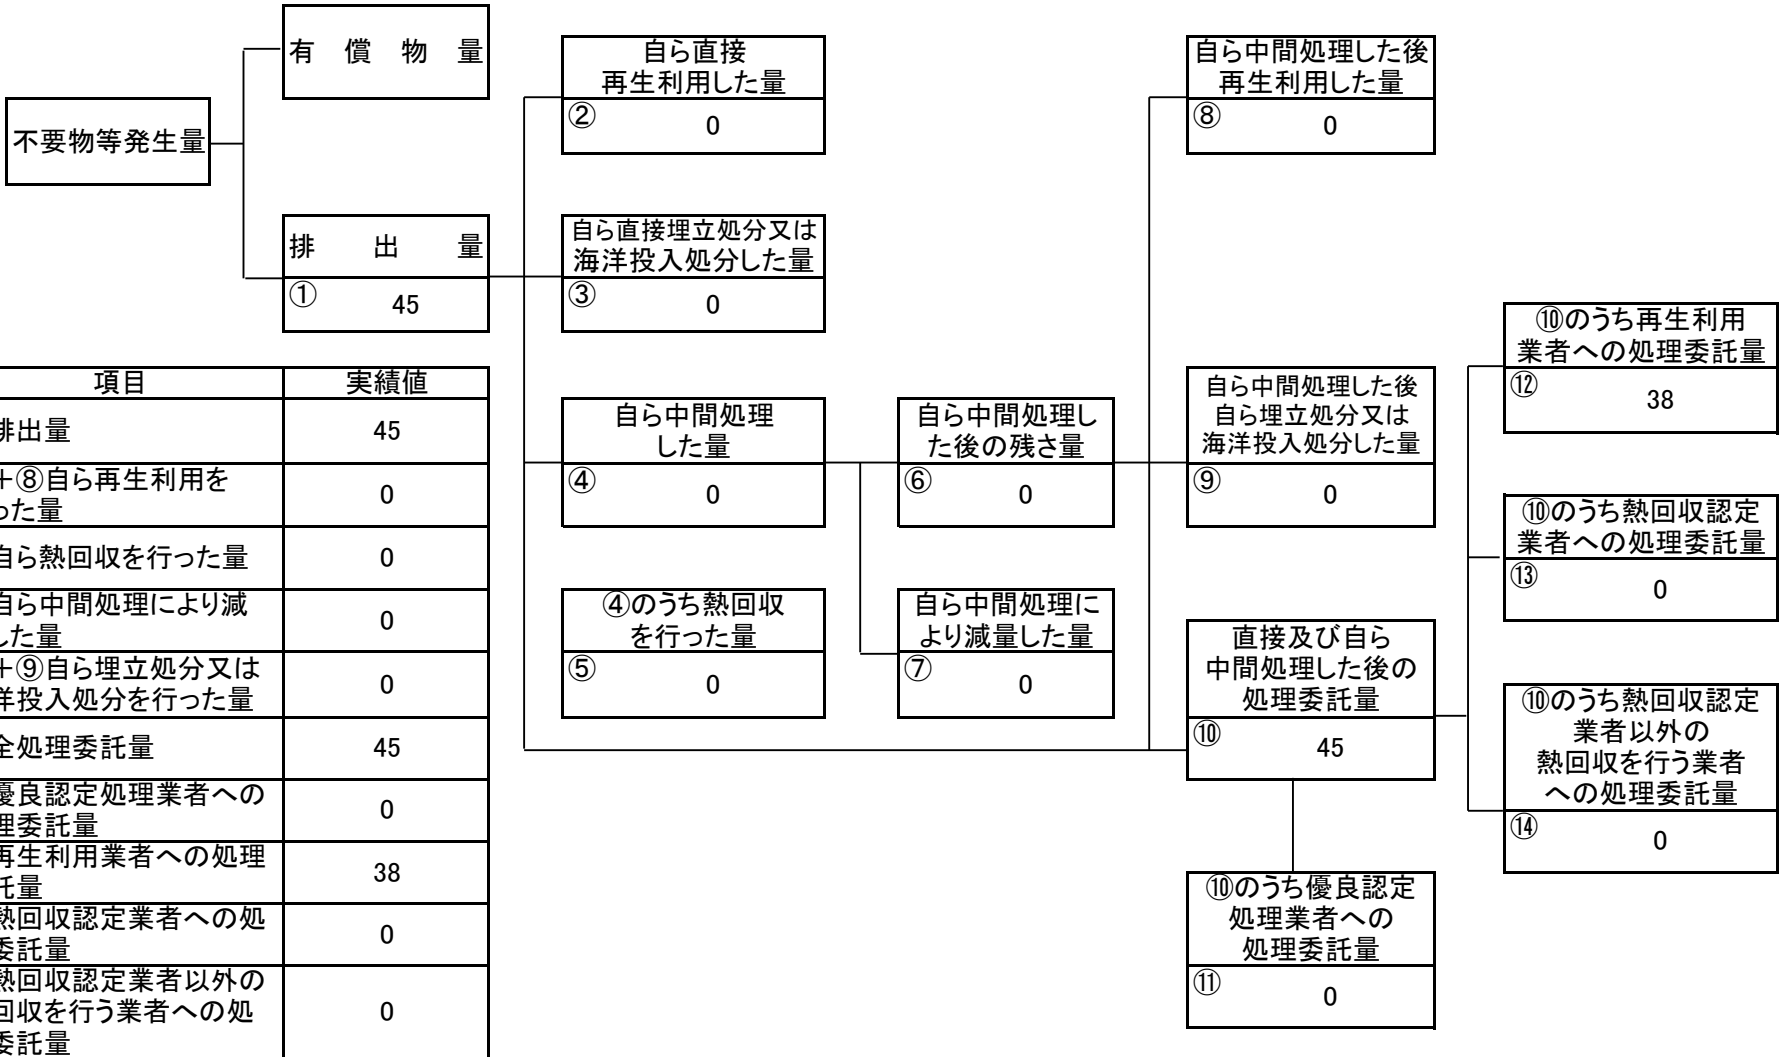 不要物等発生量
有償物量
排出量
① 45
自ら直接
再生利用した量
② 0
自ら直接埋立処分又は
海洋投入処分した量
③ 0
自ら中間処理
した量
④ 0
④のうち熱回収
を行った量
⑤ 0
自ら中間処理し
た後の残さ量
⑥ 0
自ら中間処理に
より減量した量
⑦ 0
自ら中間処理した後
再生利用した量
⑧ 0
自ら中間処理した後
自ら埋立処分又は
海洋投入処分した量
⑨ 0
直接及び自ら
中間処理した後の
処理委託量
⑩ 45
⑩のうち優良認定
処理業者への
処理委託量
⑪ 0
⑩のうち再生利用
業者への処理委託量
⑫ 38
⑩のうち熱回収認定
業者への処理委託量
⑬ 0
⑩のうち熱回収認定
業者以外の
熱回収を行う業者
への処理委託量
⑭ 0
項目 実績値
排出量 45
+⑧自ら再生利用を
った量 0
自ら熱回収を行った量 0
自ら中間処理により減
した量 0
+⑨自ら埋立処分又は
洋投入処分を行った量 0
全処理委託量 45
優良認定処理業者への
理委託量 0
再生利用業者への処理
託量 38
熱回収認定業者への処
委託量 0
熱回収認定業者以外の
回収を行う業者への処
委託量 0